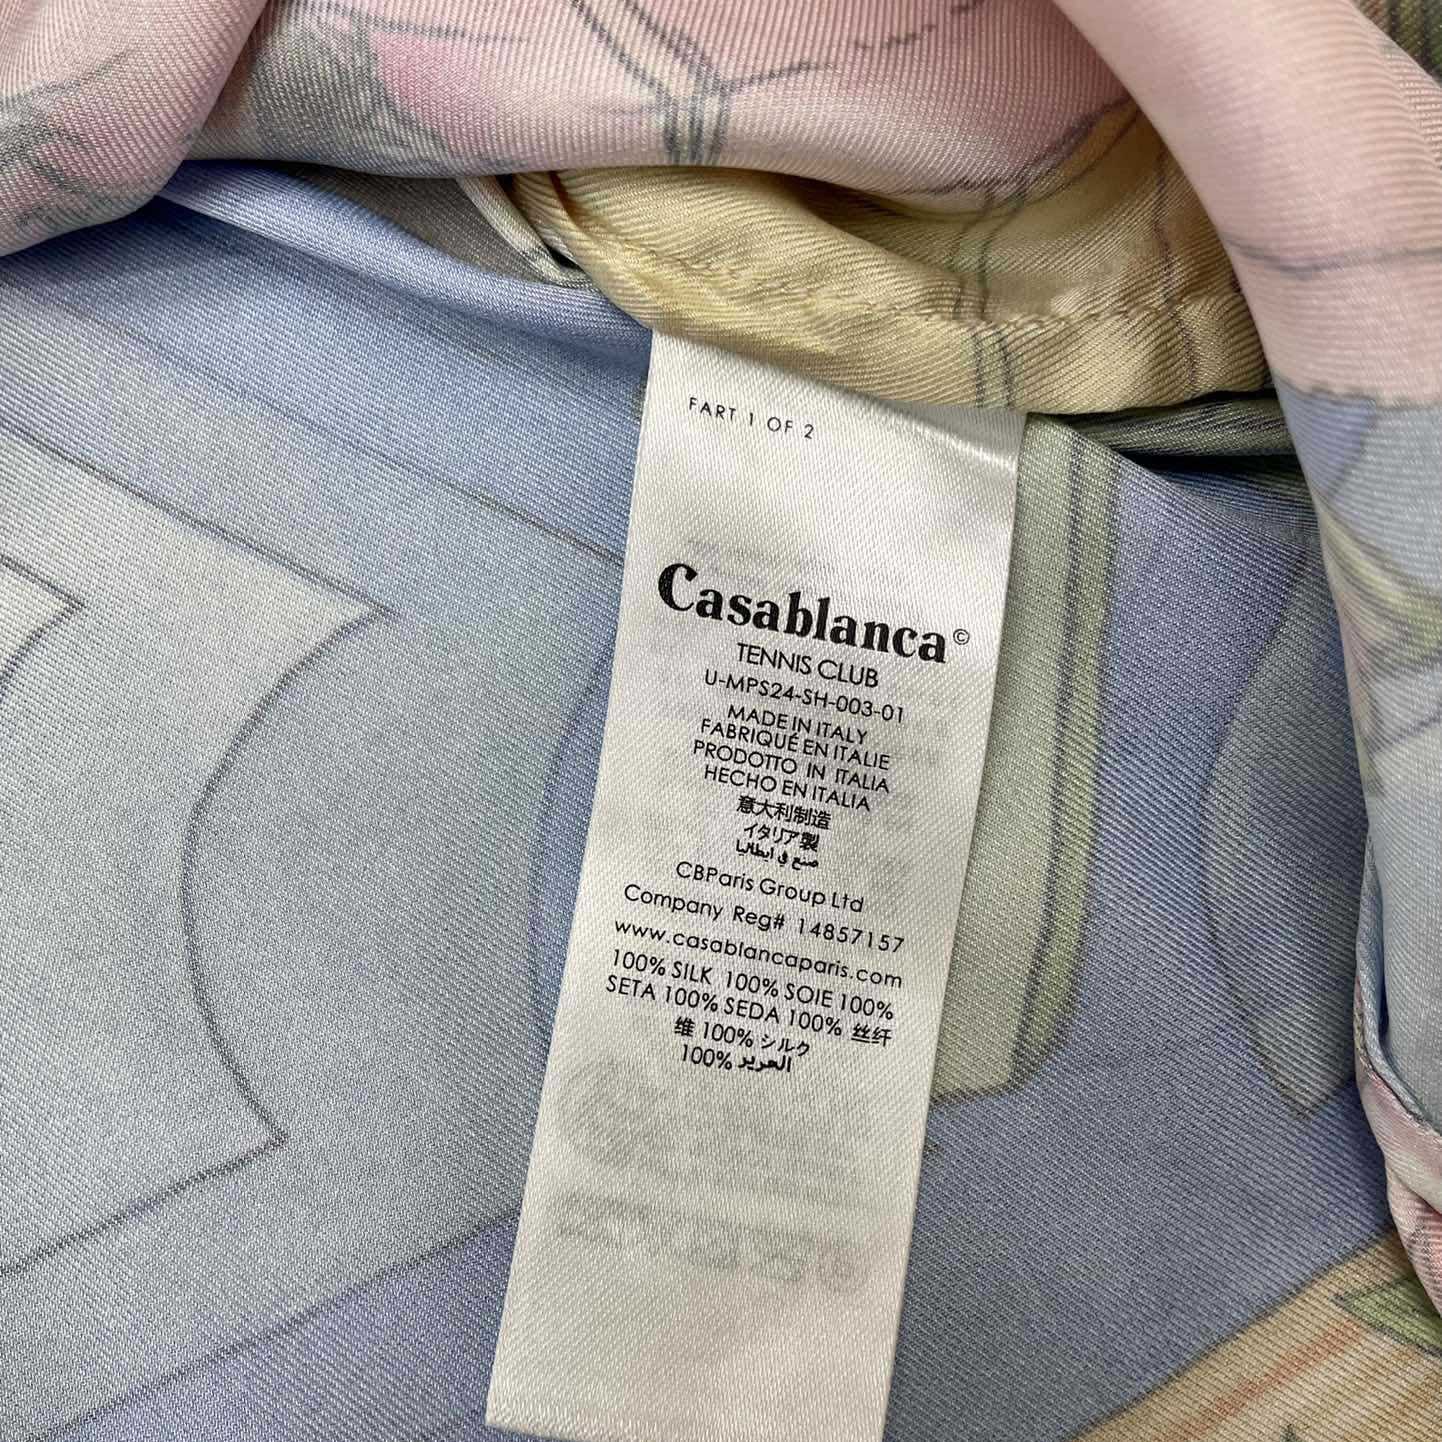 FART 1 OF 2
Casablanca©
TENNIS CLUB
U-MPS24-SH-003-01
MADE IN ITALY
FABRIQUÉ EN ITALIE
PRODOTTO IN ITALIA
HECHO EN ITALIA
意大利制造
イタリア製
صنع في ايطاليا
CBParis Group Ltd
Company Reg# 14857157
www.casablancaparis.com
100% SILK 100% SOIE 100%
SETA 100% SEDA 100% 丝纤
维 100% シルク
100% الحرير